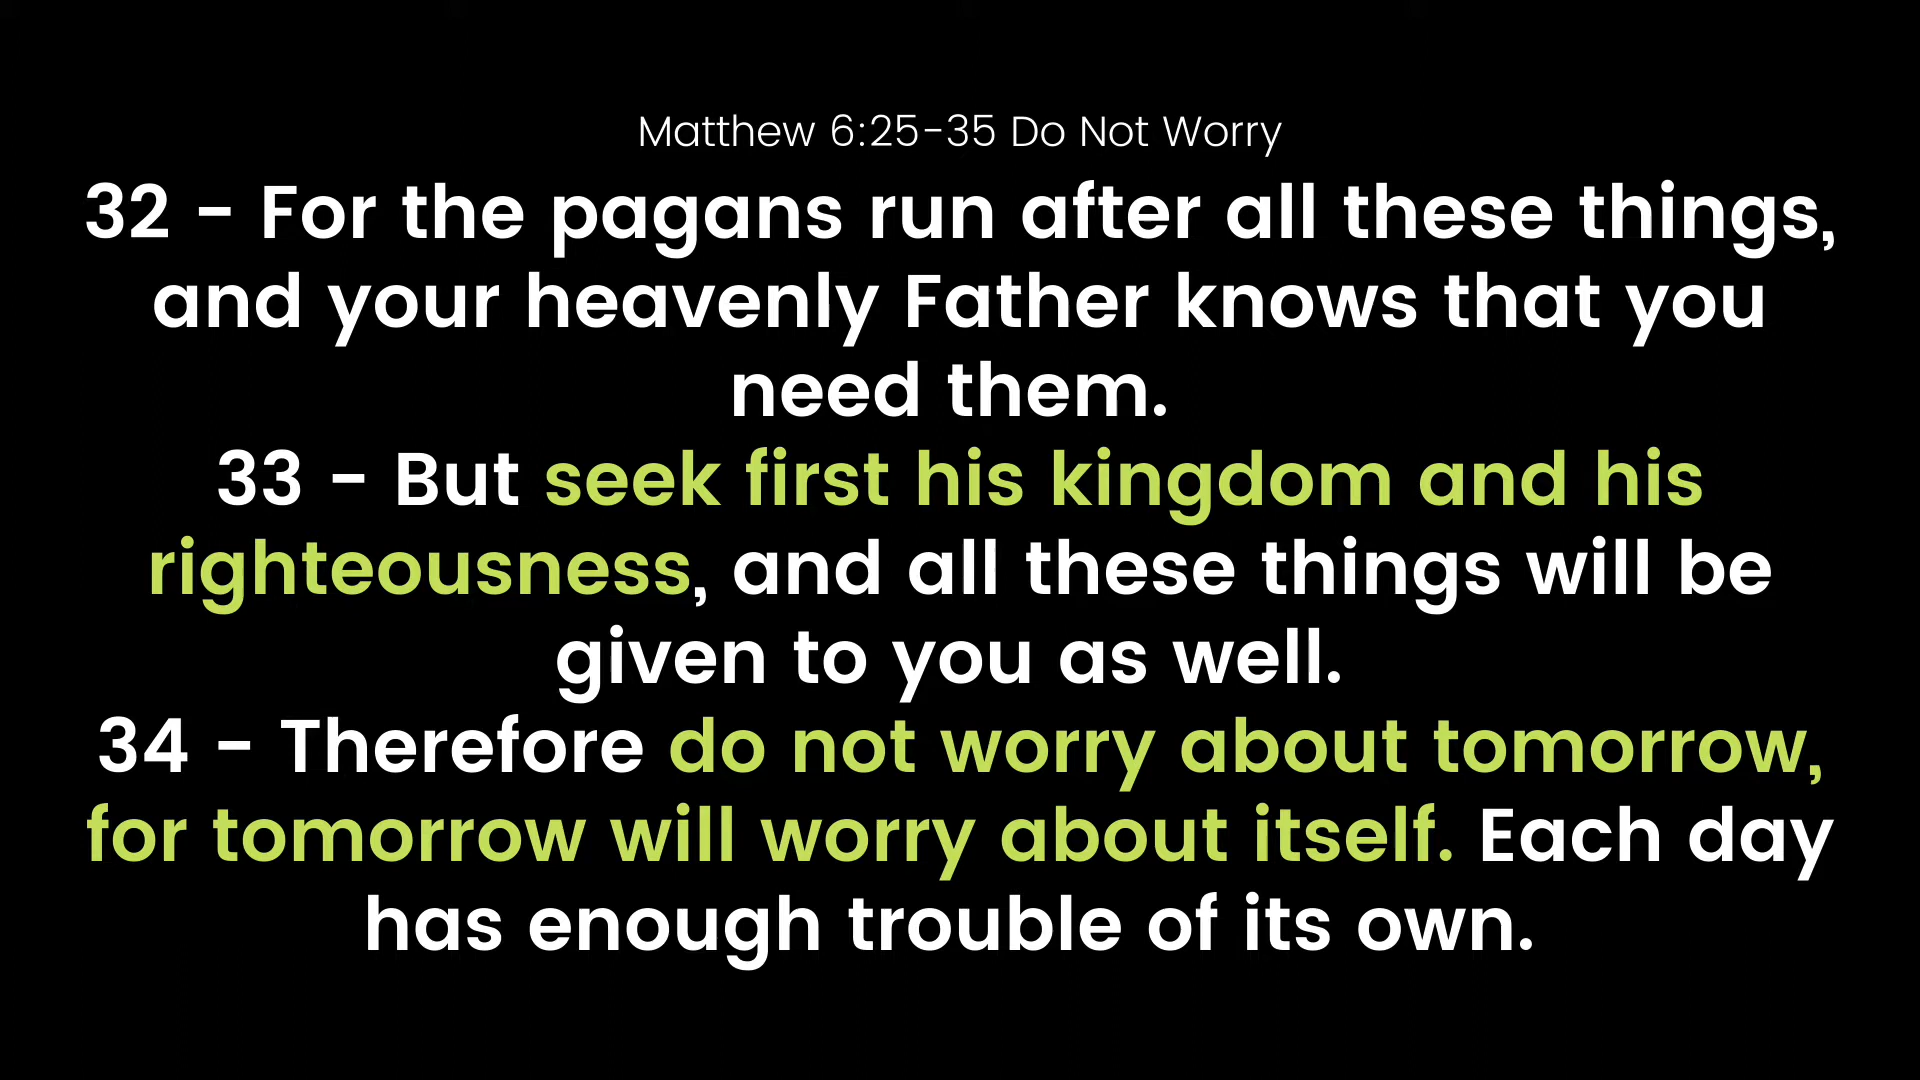 Matthew 6:25-35 Do Not Worry
32 - For the pagans run after all these things,
and your heavenly Father knows that you
need them.
33 - But seek first his kingdom and his
righteousness, and all these things will be
given to you as well.
34 - Therefore do not worry about tomorrow,
for tomorrow will worry about itself. Each day
has enough trouble of its own.